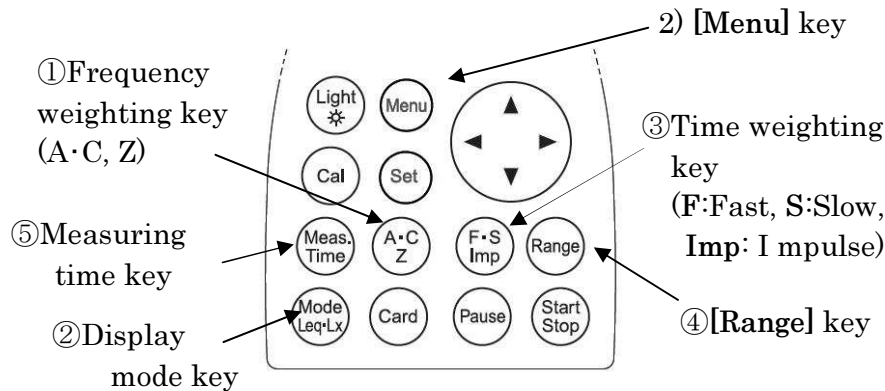 2) [Menu] key
①Frequency
weighting key
(A・C, Z)
Light
Menu
③Time weighting
key
(F:Fast, S:Slow,
Imp: I mpulse)
Cal
Set
⑤Measuring
time key
Meas.
Time
A・C
Z
F・S
Imp
Range
②Display
mode key
Mode
Leq・Lx
Card
Pause
Start
Stop
④[Range] key